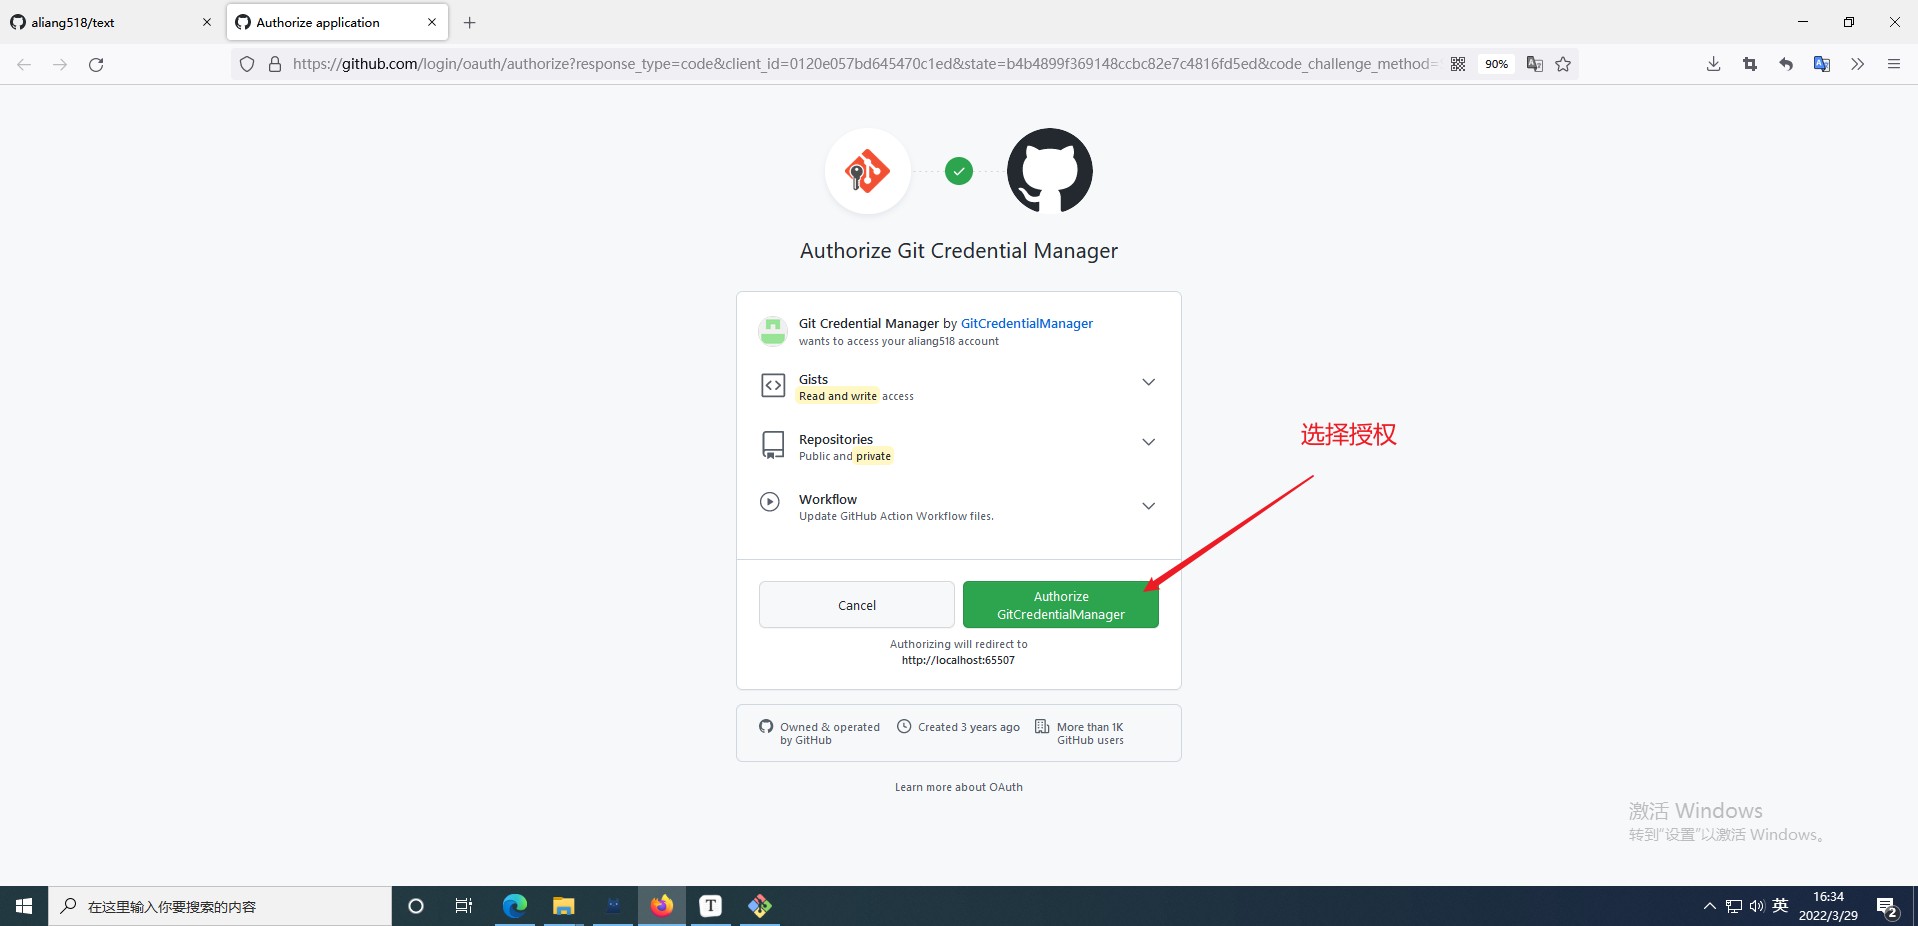 aliang518/text
Authorize application
https://github.com/login/oauth/authorize?response_type=code&client_id=0120e057bd645470c1ed&state=b4b4899f369148ccbc82e7c4816fd5ed&code_challenge_method=
90%
Authorize Git Credential Manager
Git Credential Manager by GitCredentialManager
wants to access your aliang518 account
Gists
Read and write access
Repositories
Public and private
Workflow
Update GitHub Action Workflow files.
选择授权
Cancel
Authorize
GitCredentialManager
Authorizing will redirect to
http://localhost:65507
Owned & operated
by GitHub
Created 3 years ago
More than 1K
GitHub users
Learn more about OAuth
激活 Windows
转到“设置”以激活 Windows。
在这里输入你要搜索的内容
T
英
16:34
2022/3/29
2